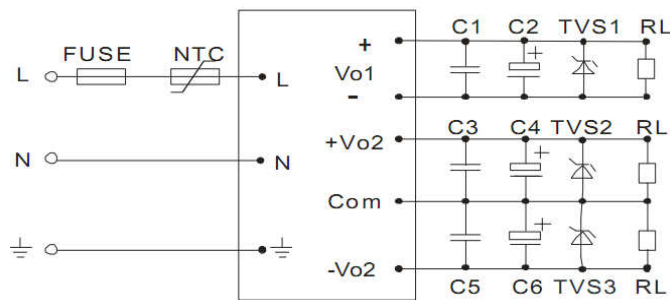 C1 C2 TVS1 RL
FUSE NTC
+
L L Vo1
-
+
C3 C4 TVS2 RL
+Vo2
N N
+
Com
+
-Vo2
C5 C6 TVS3 RL